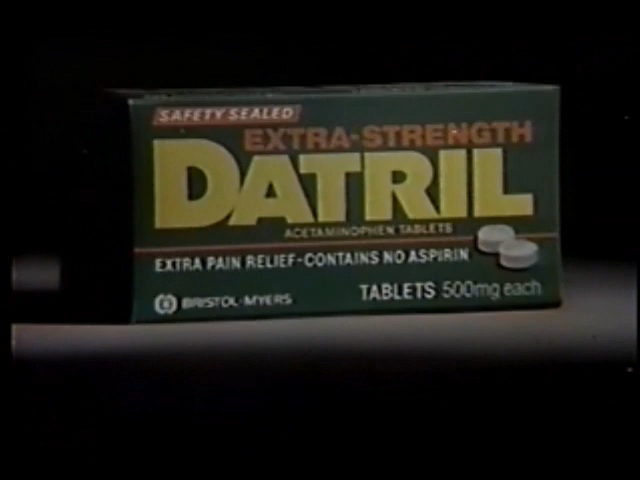 SAFETY SEALED
EXTRA-STRENGTH
DATRIL
ACETAMINOPHEN TABLETS
EXTRA PAIN RELIEF-CONTAINS NO ASPIRIN
BRISTOL-MYERS
TABLETS 500mg each